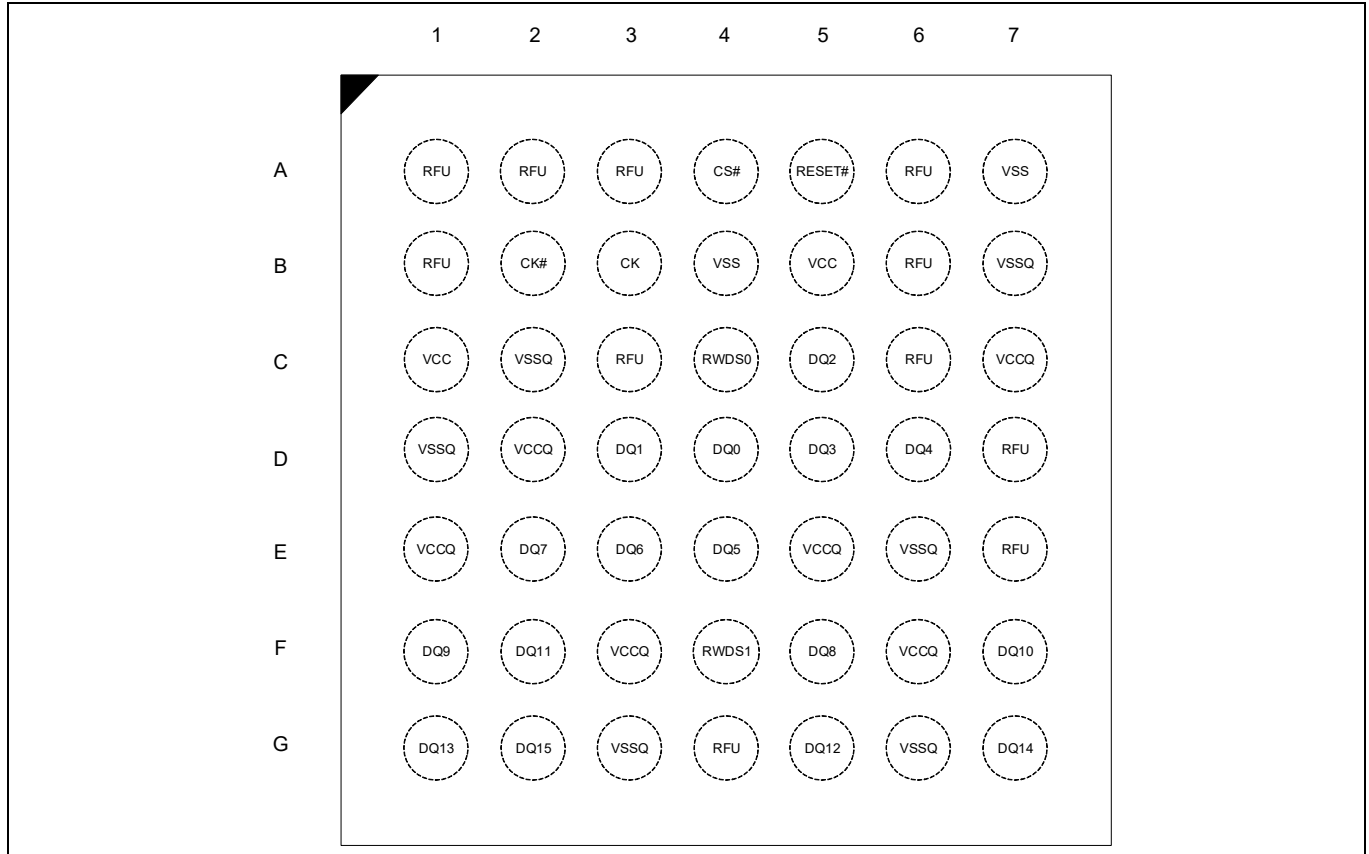 1 2 3 4 5 6 7
A RFU RFU RFU CS# RESET# RFU VSS
B RFU CK# CK VSS VCC RFU VSSQ
C VCC VSSQ RFU RWDS0 DQ2 RFU VCCQ
D VSSQ VCCQ DQ1 DQ0 DQ3 DQ4 RFU
E VCCQ DQ7 DQ6 DQ5 VCCQ VSSQ RFU
F DQ9 DQ11 VCCQ RWDS1 DQ8 VCCQ DQ10
G DQ13 DQ15 VSSQ RFU DQ12 VSSQ DQ14